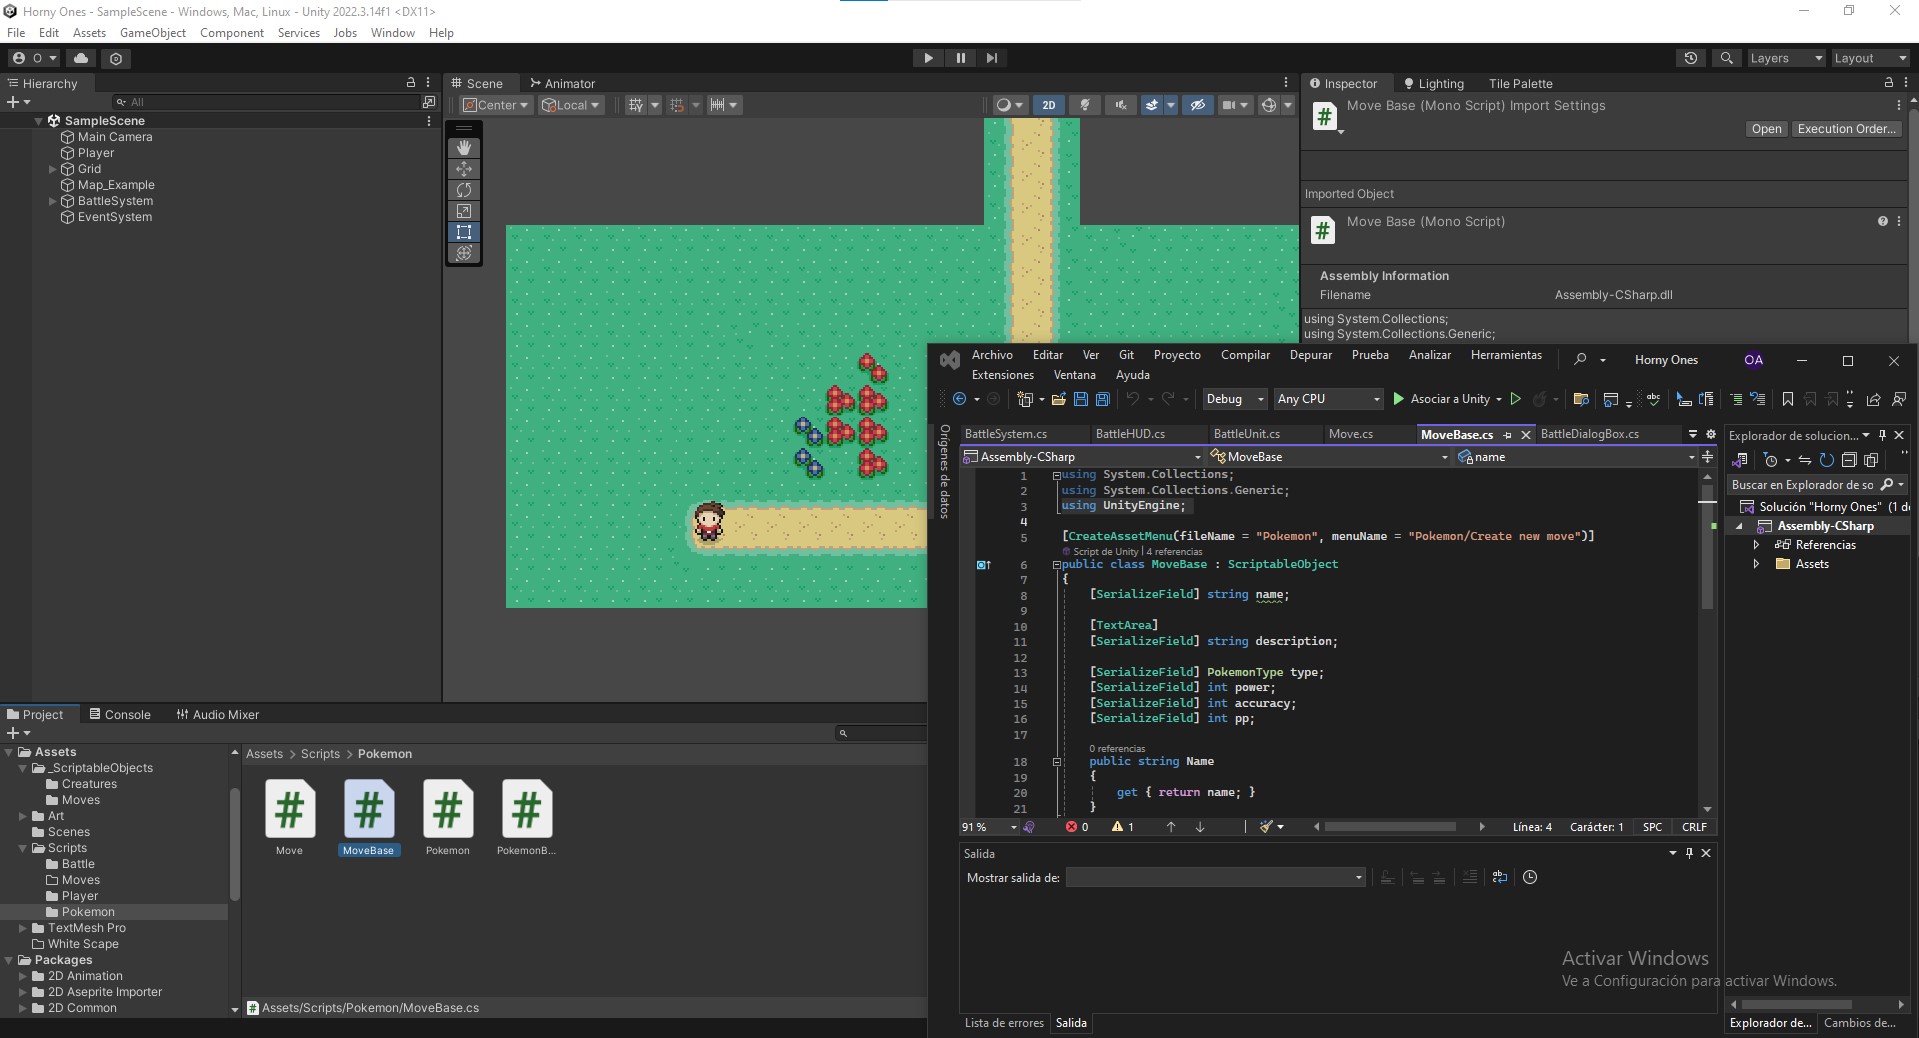 Horny Ones - SampleScene - Windows, Mac, Linux - Unity 2022.3.14f1 <DX11>
File Edit Assets GameObject Component Services Jobs Window Help
O
Layers Layout
Hierarchy
All
SampleScene
Main Camera
Player
Grid
Map_Example
BattleSystem
EventSystem
Scene Animator
Center Local
2D
Inspector Lighting Tile Palette
Move Base (Mono Script) Import Settings
Open Execution Order...
Imported Object
Move Base (Mono Script)
Assembly Information
Filename Assembly-CSharp.dll
using System.Collections;
using System.Collections.Generic;
Archivo Editar Ver Git Proyecto Compilar Depurar Prueba Analizar Herramientas
Extensiones Ventana Ayuda
Horny Ones OA
Debug Any CPU Asociar a Unity
Orígenes de datos
BattleSystem.cs BattleHUD.cs BattleUnit.cs Move.cs MoveBase.cs BattleDialogBox.cs
Assembly-CSharp MoveBase name
1 using System.Collections;
2 using System.Collections.Generic;
3 using UnityEngine;
4
5 [CreateAssetMenu(fileName = "Pokemon", menuName = "Pokemon/Create new move")]
Script de Unity | 4 referencias
6 public class MoveBase : ScriptableObject
7 {
8 [SerializeField] string name;
9
10 [TextArea]
11 [SerializeField] string description;
12
13 [SerializeField] PokemonType type;
14 [SerializeField] int power;
15 [SerializeField] int accuracy;
16 [SerializeField] int pp;
17
0 referencias
18 public string Name
19 {
20 get { return name; }
21 }
91 % 0 1 Línea: 4 Carácter: 1 SPC CRLF
Salida
Mostrar salida de:
Lista de errores Salida
Explorador de solucion...
Buscar en Explorador de so
Solución "Horny Ones" (1 de
Assembly-CSharp
Referencias
Assets
Explorador de... Cambios de...
Activar Windows
Ve a Configuración para activar Windows.
Project Console Audio Mixer
Assets
_ScriptableObjects
Creatures
Moves
Art
Scenes
Scripts
Battle
Moves
Player
Pokemon
TextMesh Pro
White Scape
Packages
2D Animation
2D Aseprite Importer
2D Common
Assets > Scripts > Pokemon
# # # #
Move MoveBase Pokemon PokemonB...
Assets/Scripts/Pokemon/MoveBase.cs